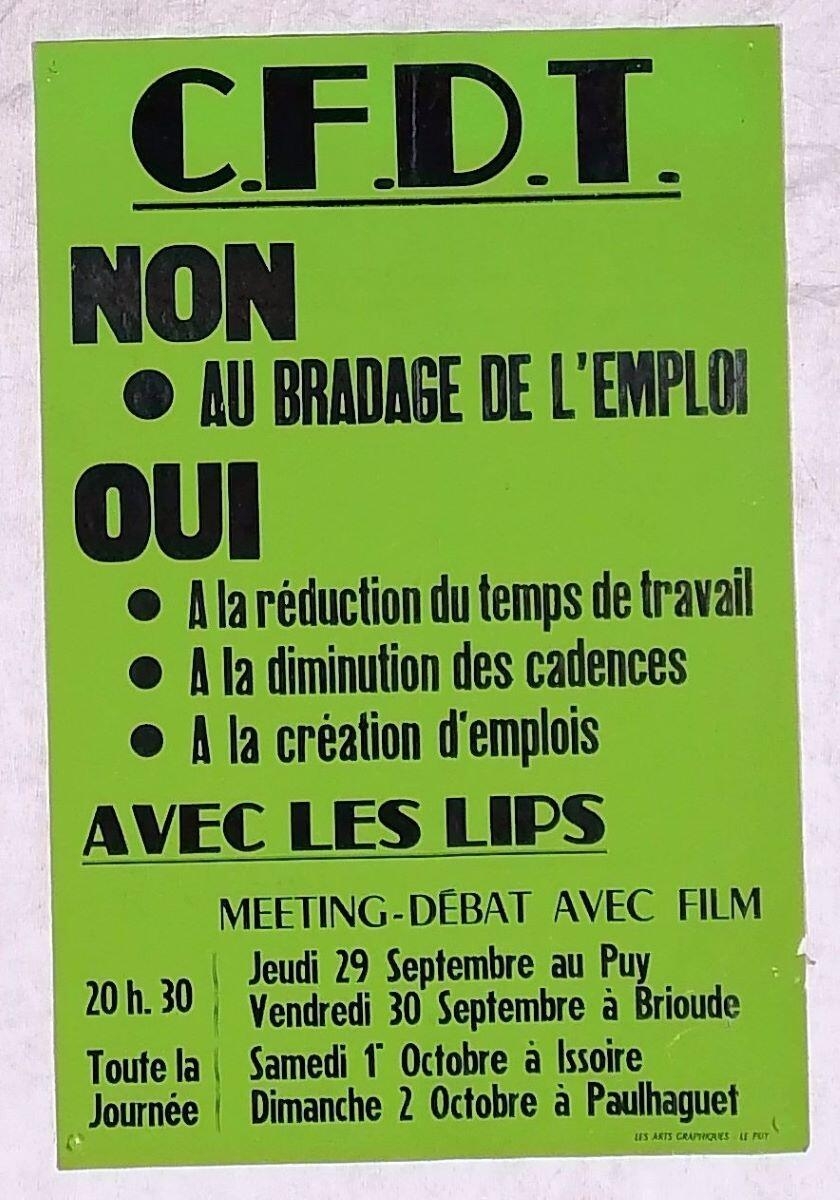 C.F.D.T.
NON
● AU BRADAGE DE L'EMPLOI
OUI
● A la réduction du temps de travail
● A la diminution des cadences
● A la création d'emplois
AVEC LES LIPS
MEETING-DÉBAT AVEC FILM
20 h. 30
Jeudi 29 Septembre au Puy
Vendredi 30 Septembre à Brioude
Toute la
Journée
Samedi 1er Octobre à Issoire
Dimanche 2 Octobre à Paulhaguet
LES ARTS GRAPHIQUES - LE PUY